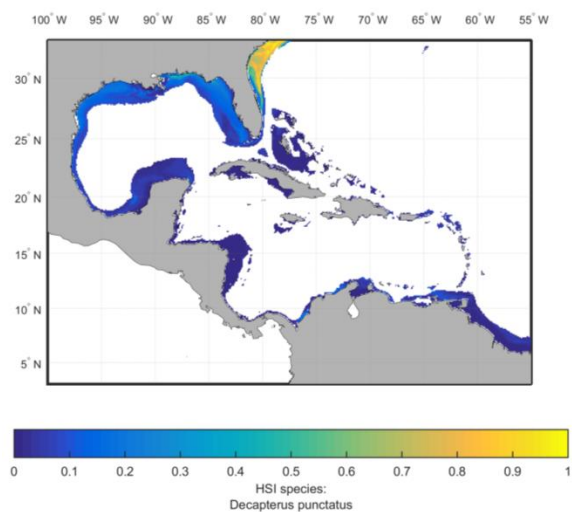 100° W 95° W 90° W 85° W 80° W 75° W 70° W 65° W 60° W 55° W
30° N
25° N
20° N
15° N
10° N
5° N
0 0.1 0.2 0.3 0.4 0.5 0.6 0.7 0.8 0.9 1
HSI species:
Decapterus punctatus